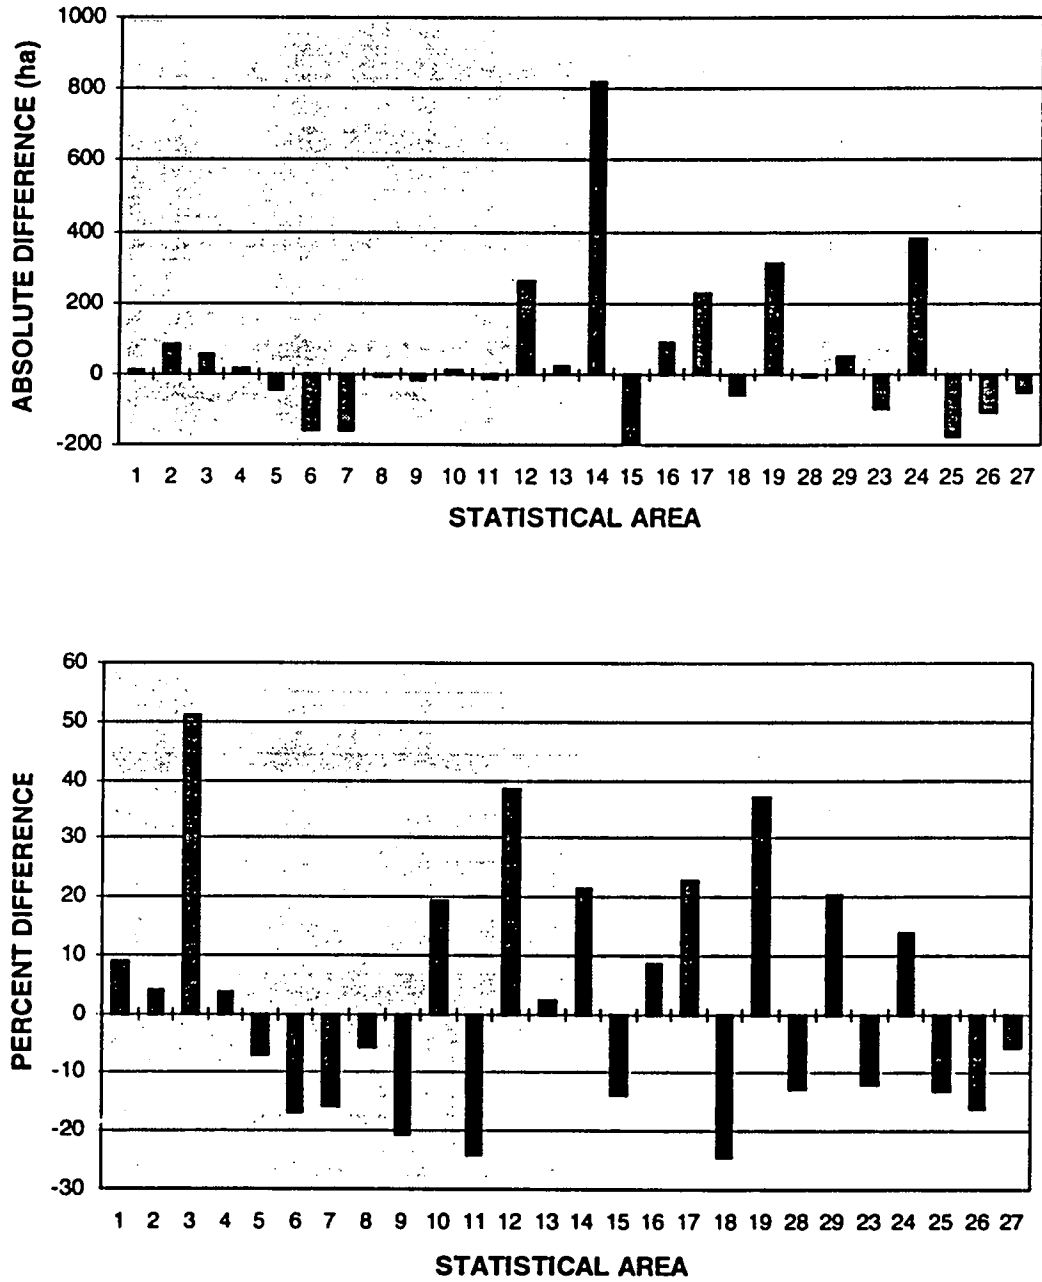 ABSOLUTE DIFFERENCE (ha)
1000
800
600
400
200
0
-200
1 2 3 4 5 6 7 8 9 10 11 12 13 14 15 16 17 18 19 28 29 23 24 25 26 27
STATISTICAL AREA
PERCENT DIFFERENCE
60
50
40
30
20
10
0
-10
-20
-30
1 2 3 4 5 6 7 8 9 10 11 12 13 14 15 16 17 18 19 28 29 23 24 25 26 27
STATISTICAL AREA